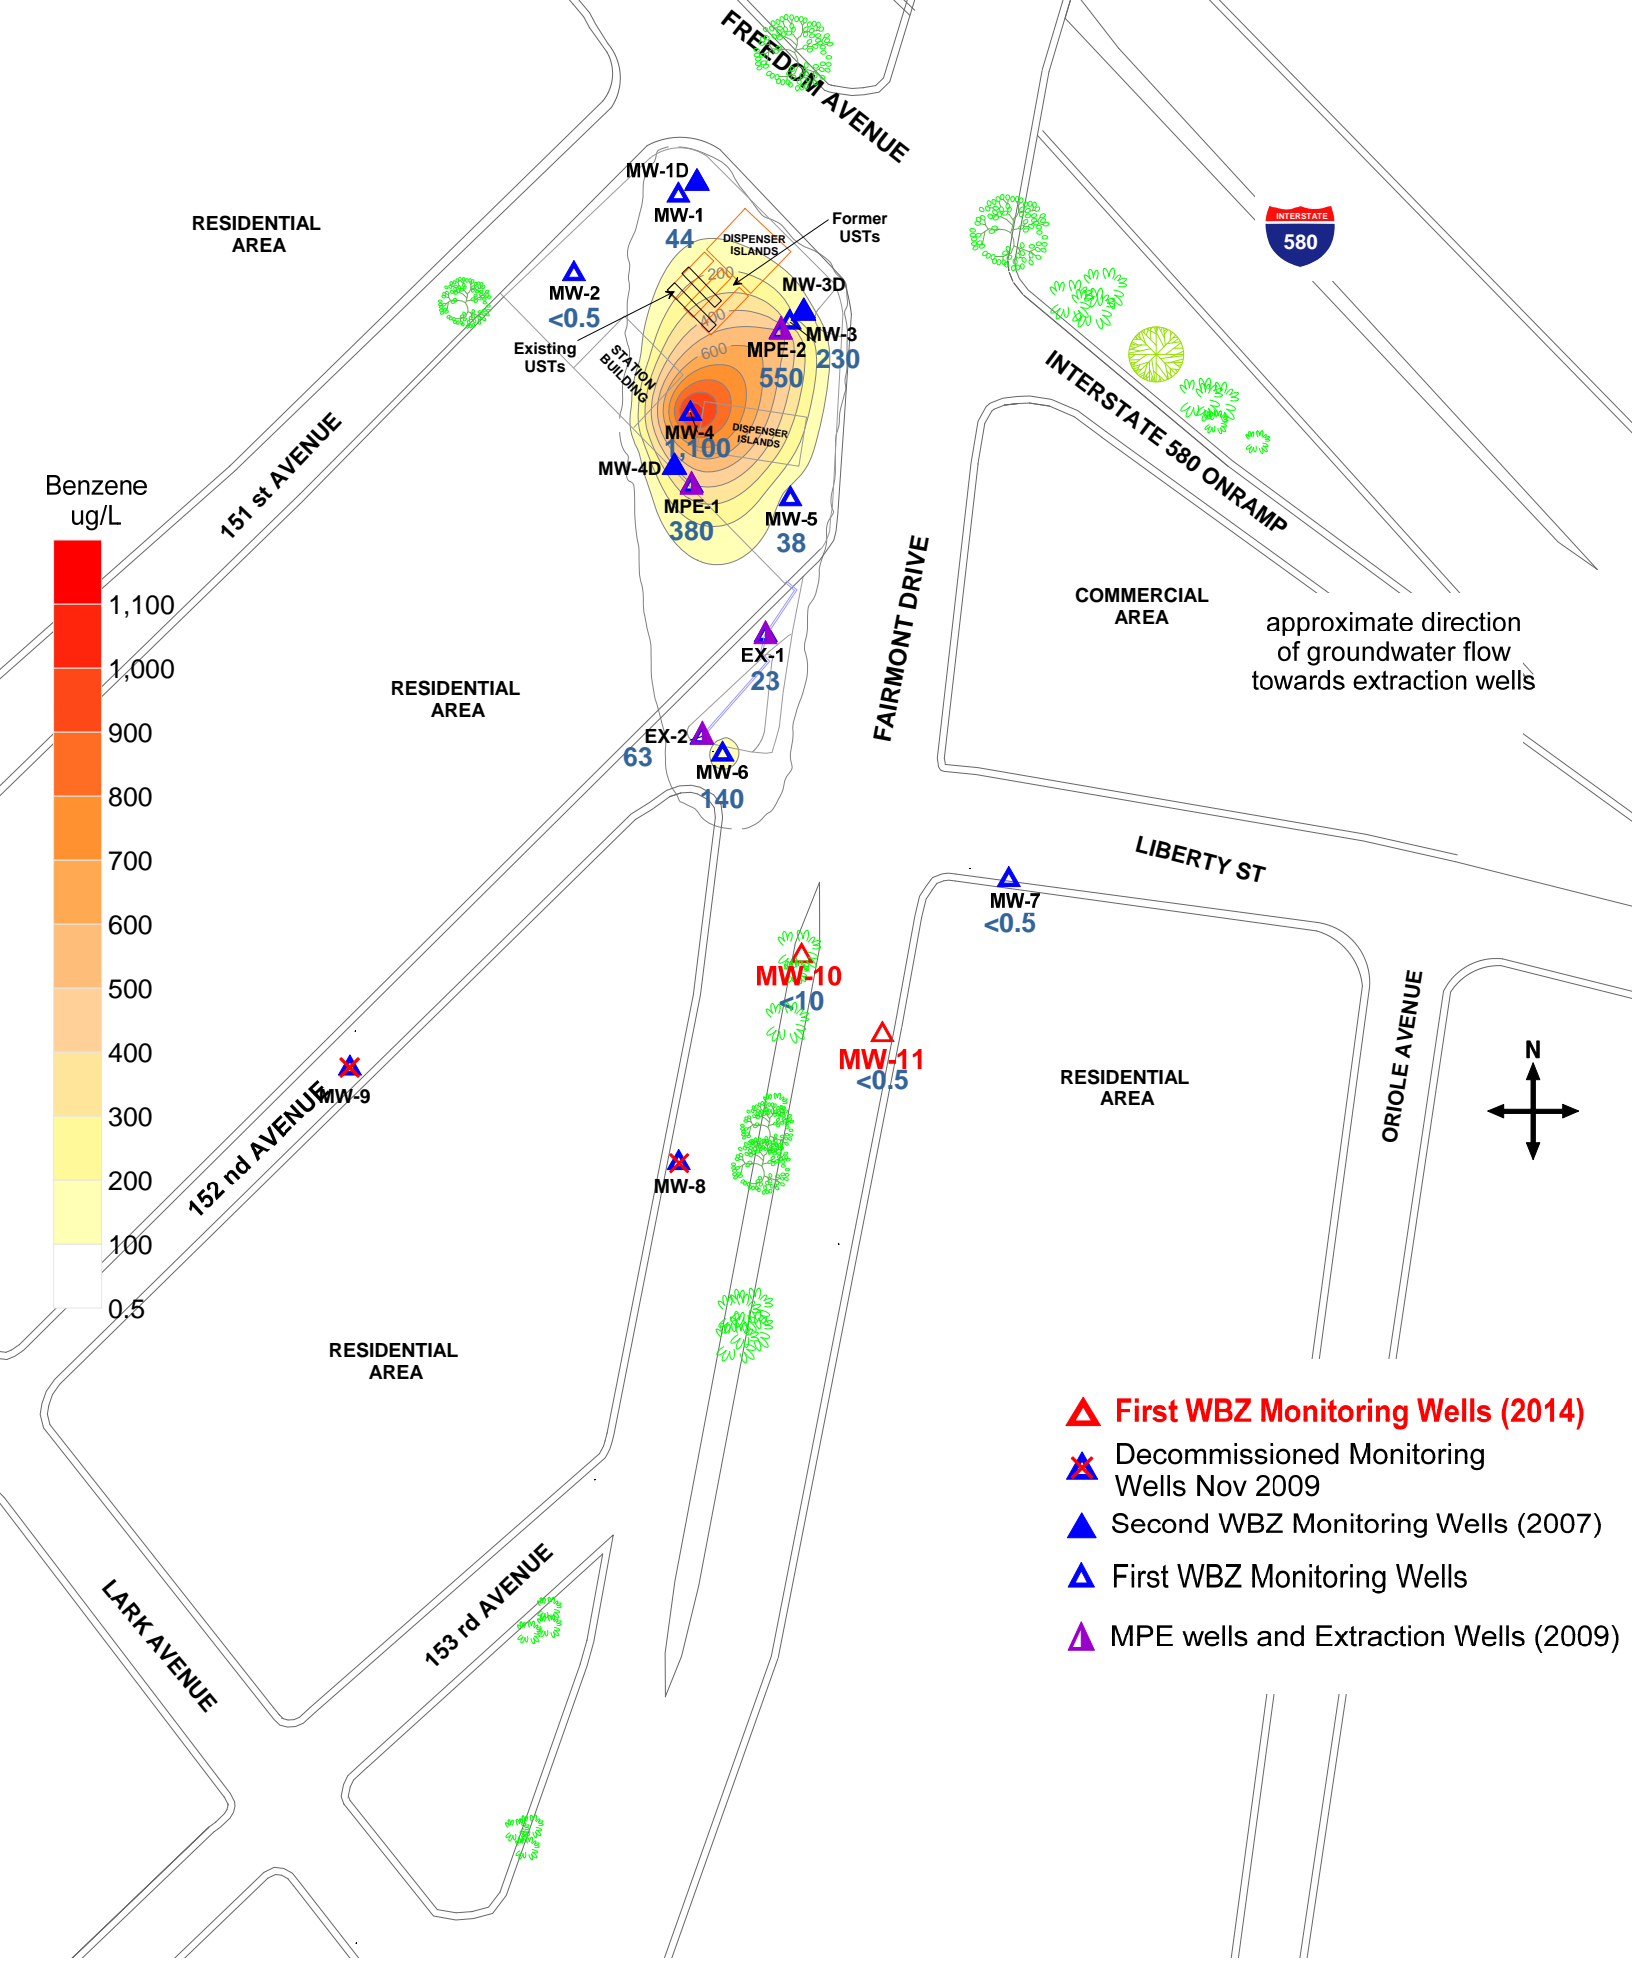 FREEDOM AVENUE
MW-1D
MW-1
44
RESIDENTIAL
AREA
Former
USTs
DISPENSER
ISLANDS
INTERSTATE
580
200
MW-3D
MW-2
<0.5
400
MW-3
230
MPE-2
550
600
Existing
USTs
STATION
BUILDING
INTERSTATE 580 ONRAMP
MW-4
1,100
DISPENSER
ISLANDS
MW-4D
MPE-1
380
MW-5
38
151 st AVENUE
Benzene
ug/L
1,100
1,000
900
800
700
600
500
400
300
200
100
0.5
FAIRMONT DRIVE
COMMERCIAL
AREA
approximate direction
of groundwater flow
towards extraction wells
EX-1
23
RESIDENTIAL
AREA
EX-2
63
MW-6
140
LIBERTY ST
MW-7
<0.5
MW-10
<10
MW-11
<0.5
ORIOLE AVENUE
N
RESIDENTIAL
AREA
MW-9
152 nd AVENUE
MW-8
RESIDENTIAL
AREA
First WBZ Monitoring Wells (2014)
Decommissioned Monitoring
Wells Nov 2009
Second WBZ Monitoring Wells (2007)
First WBZ Monitoring Wells
MPE wells and Extraction Wells (2009)
153 rd AVENUE
LARK AVENUE